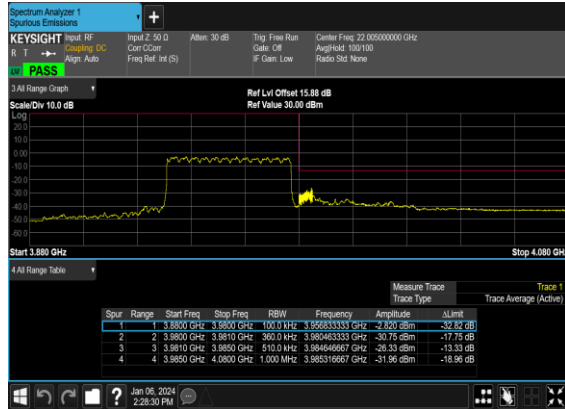 Spectrum Analyzer 1
Spurious Emissions
+
KEYSIGHT Input: RF Input Z: 50 Ω Atten: 30 dB Trig: Free Run Center Freq: 22.005000000 GHz
R T Coupling: DC Corr CCorr Gate: Off Avg|Hold: 100/100
Align: Auto Freq Ref: Int (S) IF Gain: Low Radio Std: None
LV PASS
3 All Range Graph
Ref Lvl Offset 15.88 dB
Scale/Div 10.0 dB Ref Value 30.00 dBm
Log
20.0
10.0
0.00
-10.0
-20.0
-30.0
-40.0
-50.0
-60.0
Start 3.880 GHz Stop 4.080 GHz
4 All Range Table
Measure Trace Trace 1
Trace Type Trace Average (Active)
Spur Range Start Freq Stop Freq RBW Frequency Amplitude ΔLimit
1 1 3.8800 GHz 3.9800 GHz 100.0 kHz 3.956833333 GHz -2.820 dBm -32.82 dB
2 2 3.9800 GHz 3.9810 GHz 360.0 kHz 3.980463333 GHz -30.75 dBm -17.75 dB
3 3 3.9810 GHz 3.9850 GHz 510.0 kHz 3.984646667 GHz -26.33 dBm -13.33 dB
4 4 3.9850 GHz 4.0800 GHz 1.000 MHz 3.985316667 GHz -31.96 dBm -18.96 dB
? Jan 06, 2024
2:28:30 PM